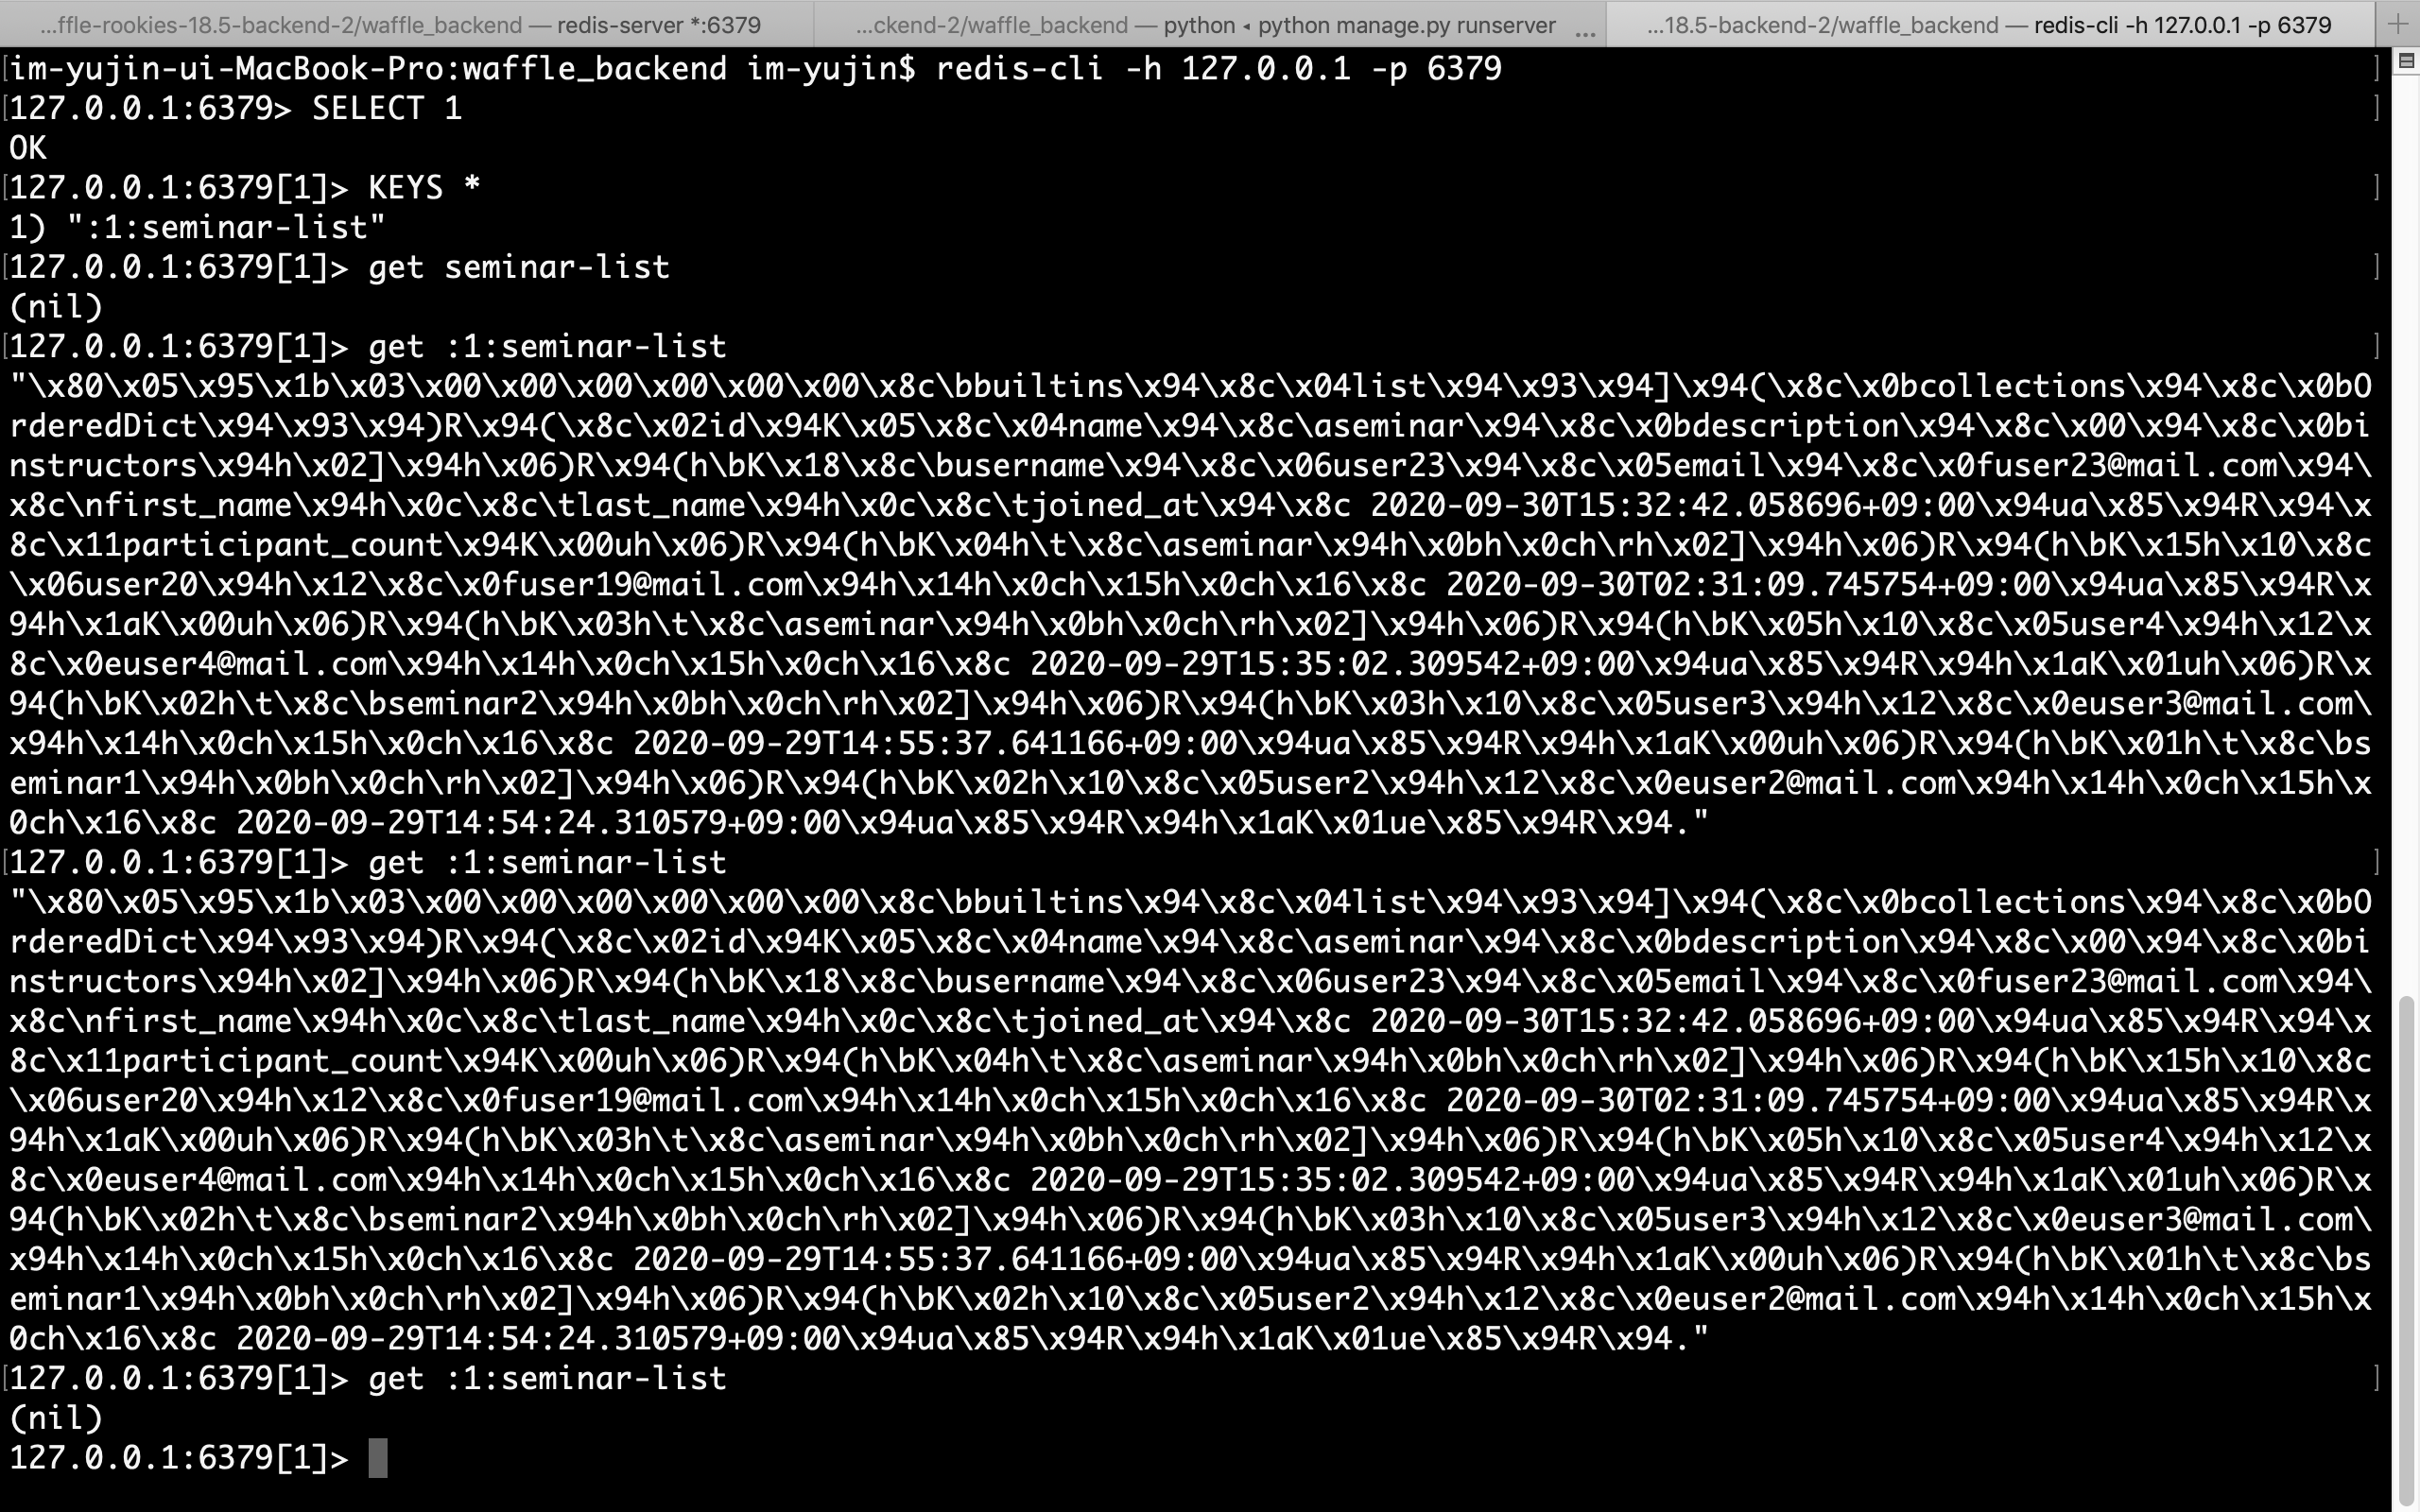 ...ffle-rookies-18.5-backend-2/waffle_backend — redis-server *:6379
...ckend-2/waffle_backend — python ◂ python manage.py runserver ...
...18.5-backend-2/waffle_backend — redis-cli -h 127.0.0.1 -p 6379
[im-yujin-ui-MacBook-Pro:waffle_backend im-yujin$ redis-cli -h 127.0.0.1 -p 6379 ]
[127.0.0.1:6379> SELECT 1 ]
OK
[127.0.0.1:6379[1]> KEYS * ]
1) ":1:seminar-list"
[127.0.0.1:6379[1]> get seminar-list ]
(nil)
[127.0.0.1:6379[1]> get :1:seminar-list ]
"\x80\x05\x95\x1b\x03\x00\x00\x00\x00\x00\x00\x8c\bbuiltins\x94\x8c\x04list\x94\x93\x94]\x94(\x8c\x0bcollections\x94\x8c\x0bO
rderedDict\x94\x93\x94)R\x94(\x8c\x02id\x94K\x05\x8c\x04name\x94\x8c\aseminar\x94\x8c\x0bdescription\x94\x8c\x00\x94\x8c\x0bi
nstructors\x94h\x02]\x94h\x06)R\x94(h\bK\x18\x8c\busername\x94\x8c\x06user23\x94\x8c\x05email\x94\x8c\x0fuser23@mail.com\x94\
x8c\nfirst_name\x94h\x0c\x8c\tlast_name\x94h\x0c\x8c\tjoined_at\x94\x8c 2020-09-30T15:32:42.058696+09:00\x94ua\x85\x94R\x94\x
8c\x11participant_count\x94K\x00uh\x06)R\x94(h\bK\x04h\t\x8c\aseminar\x94h\x0bh\x0ch\rh\x02]\x94h\x06)R\x94(h\bK\x15h\x10\x8c
\x06user20\x94h\x12\x8c\x0fuser19@mail.com\x94h\x14h\x0ch\x15h\x0ch\x16\x8c 2020-09-30T02:31:09.745754+09:00\x94ua\x85\x94R\x
94h\x1aK\x00uh\x06)R\x94(h\bK\x03h\t\x8c\aseminar\x94h\x0bh\x0ch\rh\x02]\x94h\x06)R\x94(h\bK\x05h\x10\x8c\x05user4\x94h\x12\x
8c\x0euser4@mail.com\x94h\x14h\x0ch\x15h\x0ch\x16\x8c 2020-09-29T15:35:02.309542+09:00\x94ua\x85\x94R\x94h\x1aK\x01uh\x06)R\x
94(h\bK\x02h\t\x8c\bseminar2\x94h\x0bh\x0ch\rh\x02]\x94h\x06)R\x94(h\bK\x03h\x10\x8c\x05user3\x94h\x12\x8c\x0euser3@mail.com\
x94h\x14h\x0ch\x15h\x0ch\x16\x8c 2020-09-29T14:55:37.641166+09:00\x94ua\x85\x94R\x94h\x1aK\x00uh\x06)R\x94(h\bK\x01h\t\x8c\bs
eminar1\x94h\x0bh\x0ch\rh\x02]\x94h\x06)R\x94(h\bK\x02h\x10\x8c\x05user2\x94h\x12\x8c\x0euser2@mail.com\x94h\x14h\x0ch\x15h\x
0ch\x16\x8c 2020-09-29T14:54:24.310579+09:00\x94ua\x85\x94R\x94h\x1aK\x01ue\x85\x94R\x94."
[127.0.0.1:6379[1]> get :1:seminar-list ]
"\x80\x05\x95\x1b\x03\x00\x00\x00\x00\x00\x00\x8c\bbuiltins\x94\x8c\x04list\x94\x93\x94]\x94(\x8c\x0bcollections\x94\x8c\x0bO
rderedDict\x94\x93\x94)R\x94(\x8c\x02id\x94K\x05\x8c\x04name\x94\x8c\aseminar\x94\x8c\x0bdescription\x94\x8c\x00\x94\x8c\x0bi
nstructors\x94h\x02]\x94h\x06)R\x94(h\bK\x18\x8c\busername\x94\x8c\x06user23\x94\x8c\x05email\x94\x8c\x0fuser23@mail.com\x94\
x8c\nfirst_name\x94h\x0c\x8c\tlast_name\x94h\x0c\x8c\tjoined_at\x94\x8c 2020-09-30T15:32:42.058696+09:00\x94ua\x85\x94R\x94\x
8c\x11participant_count\x94K\x00uh\x06)R\x94(h\bK\x04h\t\x8c\aseminar\x94h\x0bh\x0ch\rh\x02]\x94h\x06)R\x94(h\bK\x15h\x10\x8c
\x06user20\x94h\x12\x8c\x0fuser19@mail.com\x94h\x14h\x0ch\x15h\x0ch\x16\x8c 2020-09-30T02:31:09.745754+09:00\x94ua\x85\x94R\x
94h\x1aK\x00uh\x06)R\x94(h\bK\x03h\t\x8c\aseminar\x94h\x0bh\x0ch\rh\x02]\x94h\x06)R\x94(h\bK\x05h\x10\x8c\x05user4\x94h\x12\x
8c\x0euser4@mail.com\x94h\x14h\x0ch\x15h\x0ch\x16\x8c 2020-09-29T15:35:02.309542+09:00\x94ua\x85\x94R\x94h\x1aK\x01uh\x06)R\x
94(h\bK\x02h\t\x8c\bseminar2\x94h\x0bh\x0ch\rh\x02]\x94h\x06)R\x94(h\bK\x03h\x10\x8c\x05user3\x94h\x12\x8c\x0euser3@mail.com\
x94h\x14h\x0ch\x15h\x0ch\x16\x8c 2020-09-29T14:55:37.641166+09:00\x94ua\x85\x94R\x94h\x1aK\x00uh\x06)R\x94(h\bK\x01h\t\x8c\bs
eminar1\x94h\x0bh\x0ch\rh\x02]\x94h\x06)R\x94(h\bK\x02h\x10\x8c\x05user2\x94h\x12\x8c\x0euser2@mail.com\x94h\x14h\x0ch\x15h\x
0ch\x16\x8c 2020-09-29T14:54:24.310579+09:00\x94ua\x85\x94R\x94h\x1aK\x01ue\x85\x94R\x94."
[127.0.0.1:6379[1]> get :1:seminar-list ]
(nil)
127.0.0.1:6379[1]>